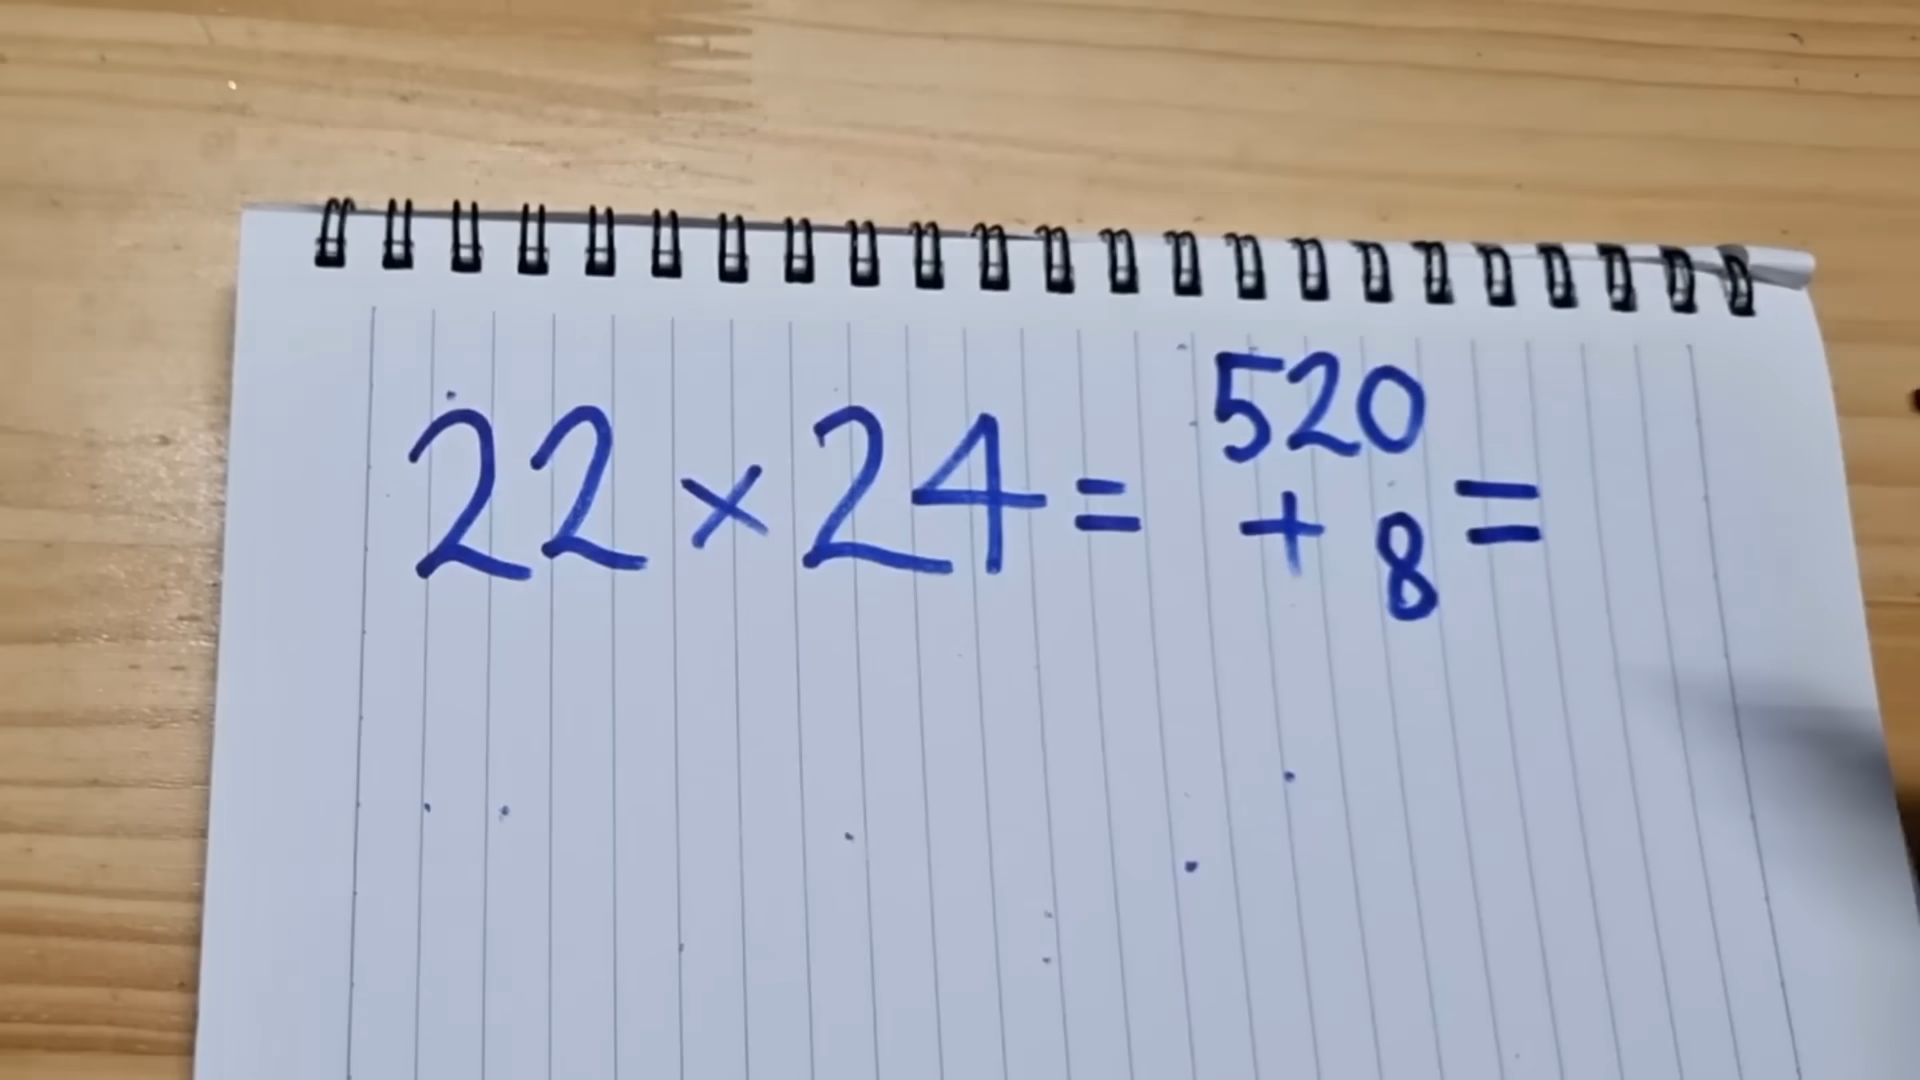 22×24= 520 + 8 =